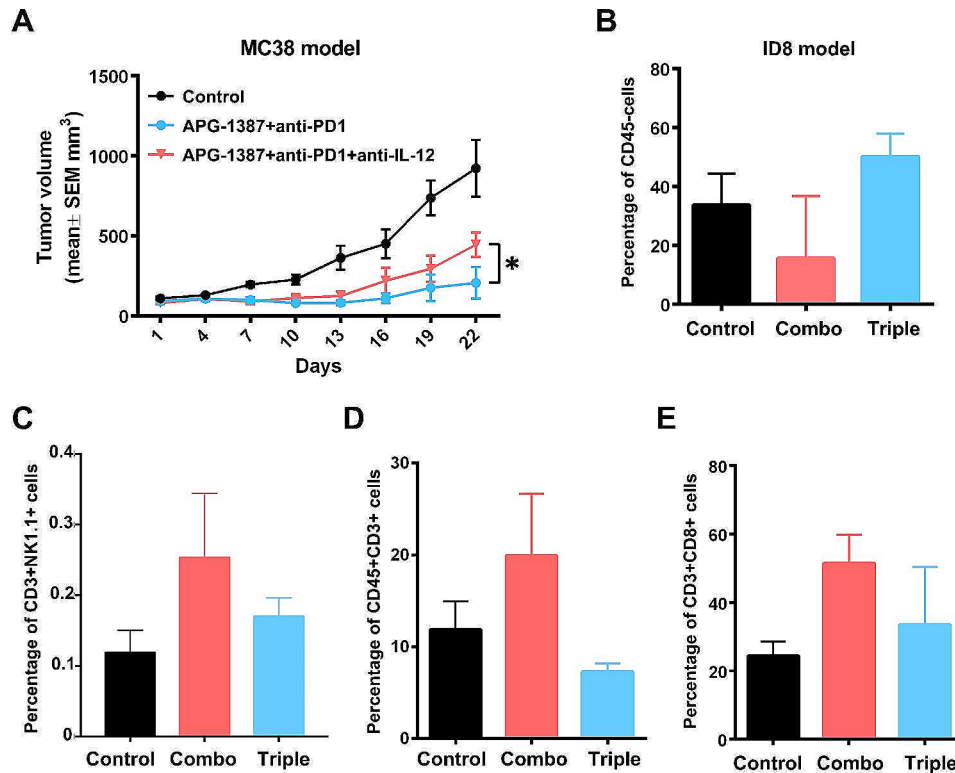 A
MC38 model
Tumor volume
(mean± SEM mm³)
1500
1000
500
0
Control
APG-1387+anti-PD1
APG-1387+anti-PD1+anti-IL-12
*
1 4 7 10 13 16 19 22
Days
B
ID8 model
Percentage of CD45-cells
80
60
40
20
0
Control Combo Triple
C
Percentage of CD3+NK1.1+ cells
0.4
0.3
0.2
0.1
0
Control Combo Triple
D
Percentage of CD45+CD3+ cells
30
20
10
0
Control Combo Triple
E
Percentage of CD3+CD8+ cells
80
60
40
20
0
Control Combo Triple